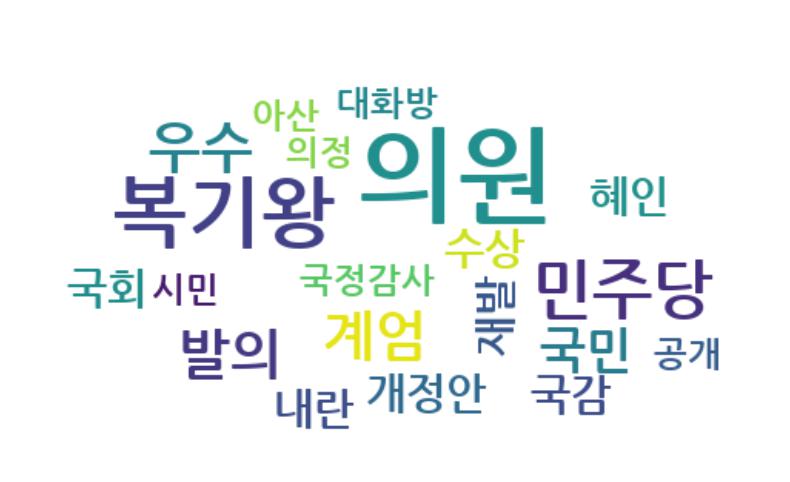 대화방
아산
우수
의정
의원
복기왕
혜인
수상
국회
시민
국정감사
재발
민주당
계엄
발의
국민
공개
개정안
내란
국감